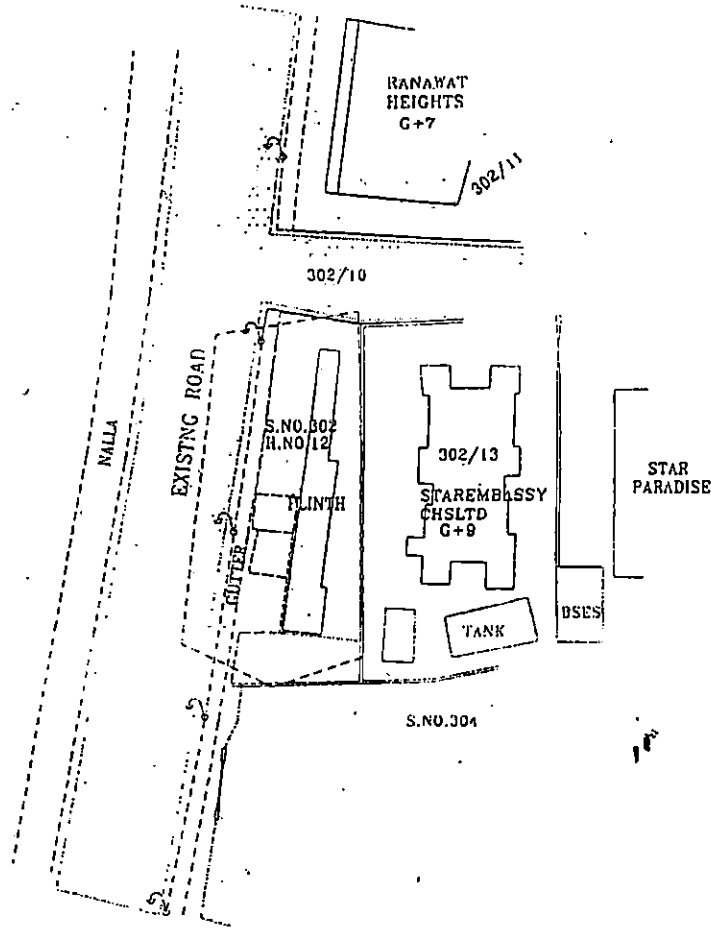 RANAWAT
HEIGHTS
G+7
302/11
302/10
NALLA
EXISTNG ROAD
S.NO.302
H.NO.12
PLINTH
GUTTER
302/13
STAREMBASSY
CHSLTD
G+9
STAR
PARADISE
TANK
BSES
S.NO.304